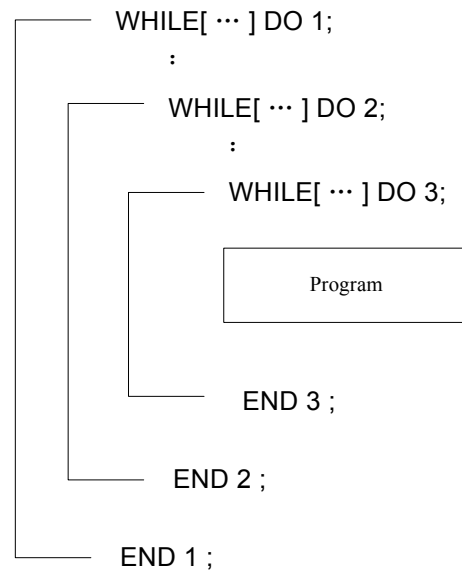 WHILE[ ··· ] DO 1;
:
WHILE[ ··· ] DO 2;
:
WHILE[ ··· ] DO 3;
Program
END 3 ;
END 2 ;
END 1 ;